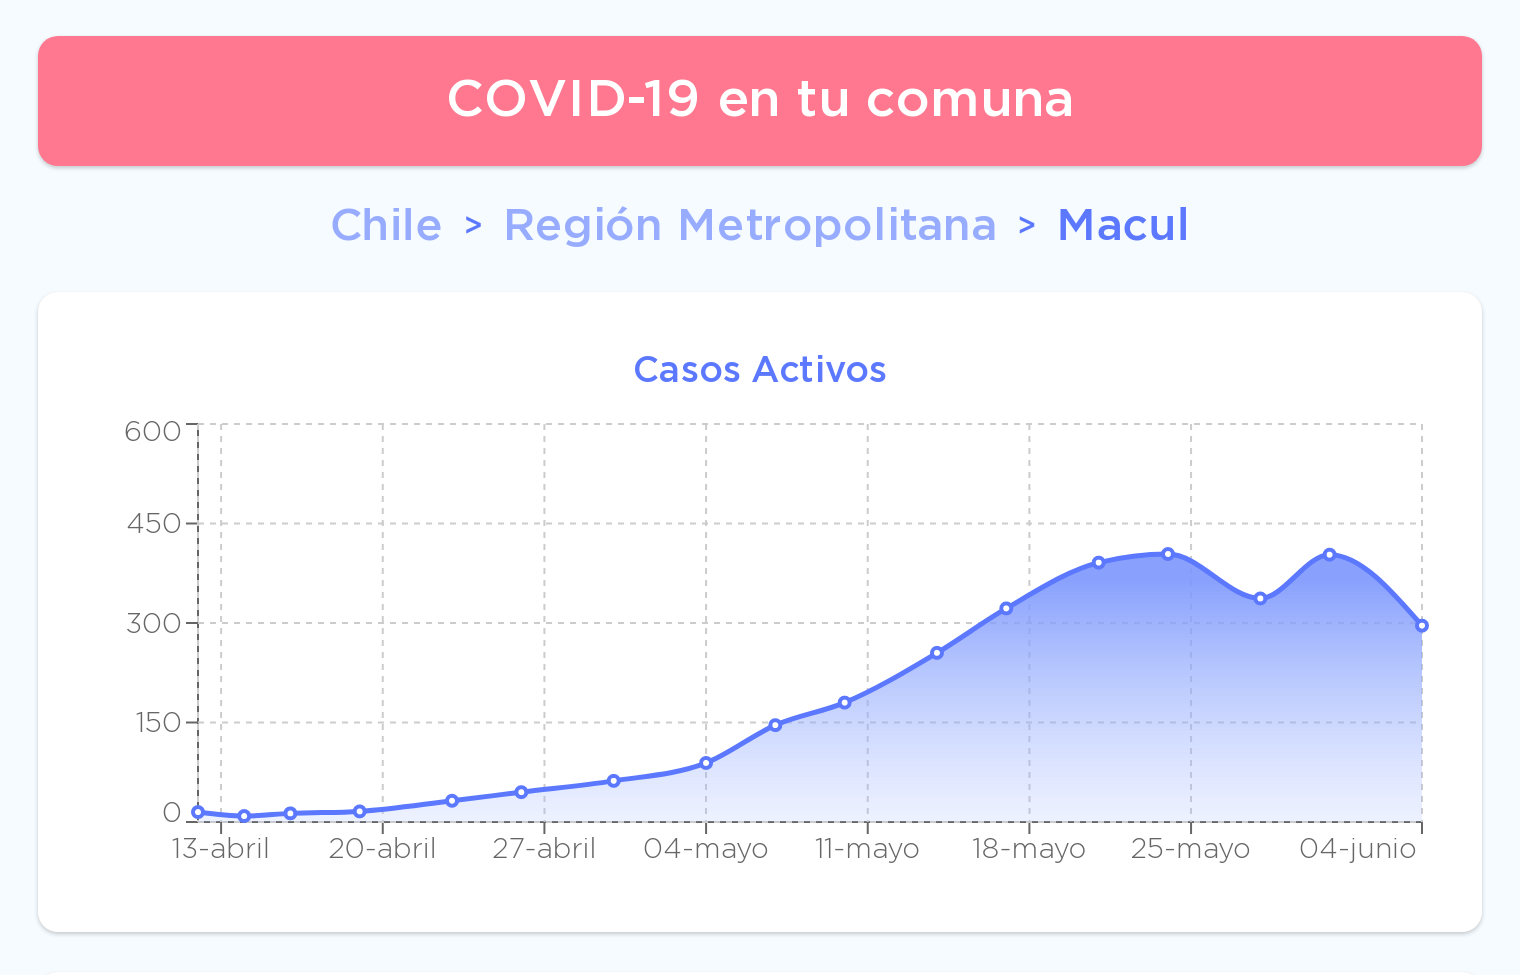 COVID-19 en tu comuna
Chile > Región Metropolitana > Macul
Casos Activos
600
450
300
150
0
13-abril 20-abril 27-abril 04-mayo 11-mayo 18-mayo 25-mayo 04-junio